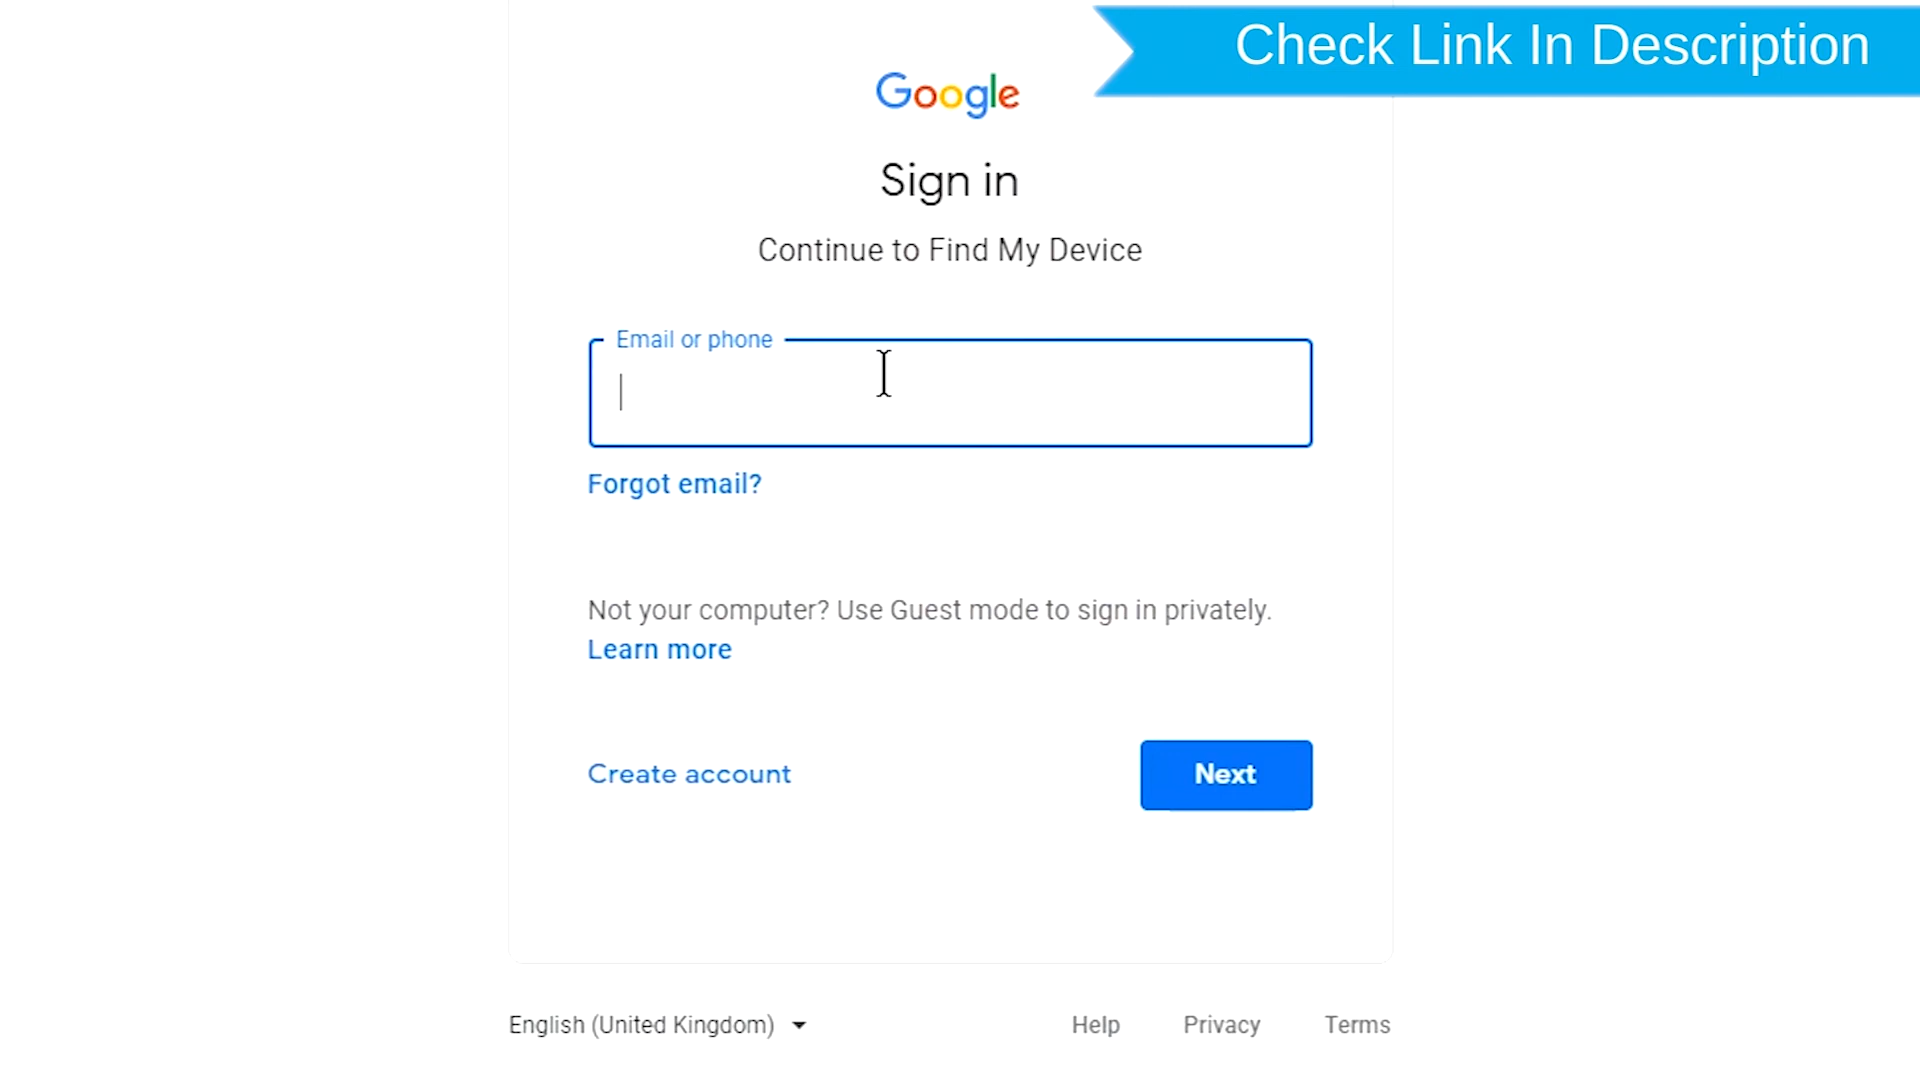 Check Link In Description
Google
Sign in
Continue to Find My Device
Email or phone
Forgot email?
Not your computer? Use Guest mode to sign in privately.
Learn more
Create account
Next
English (United Kingdom)
Help
Privacy
Terms